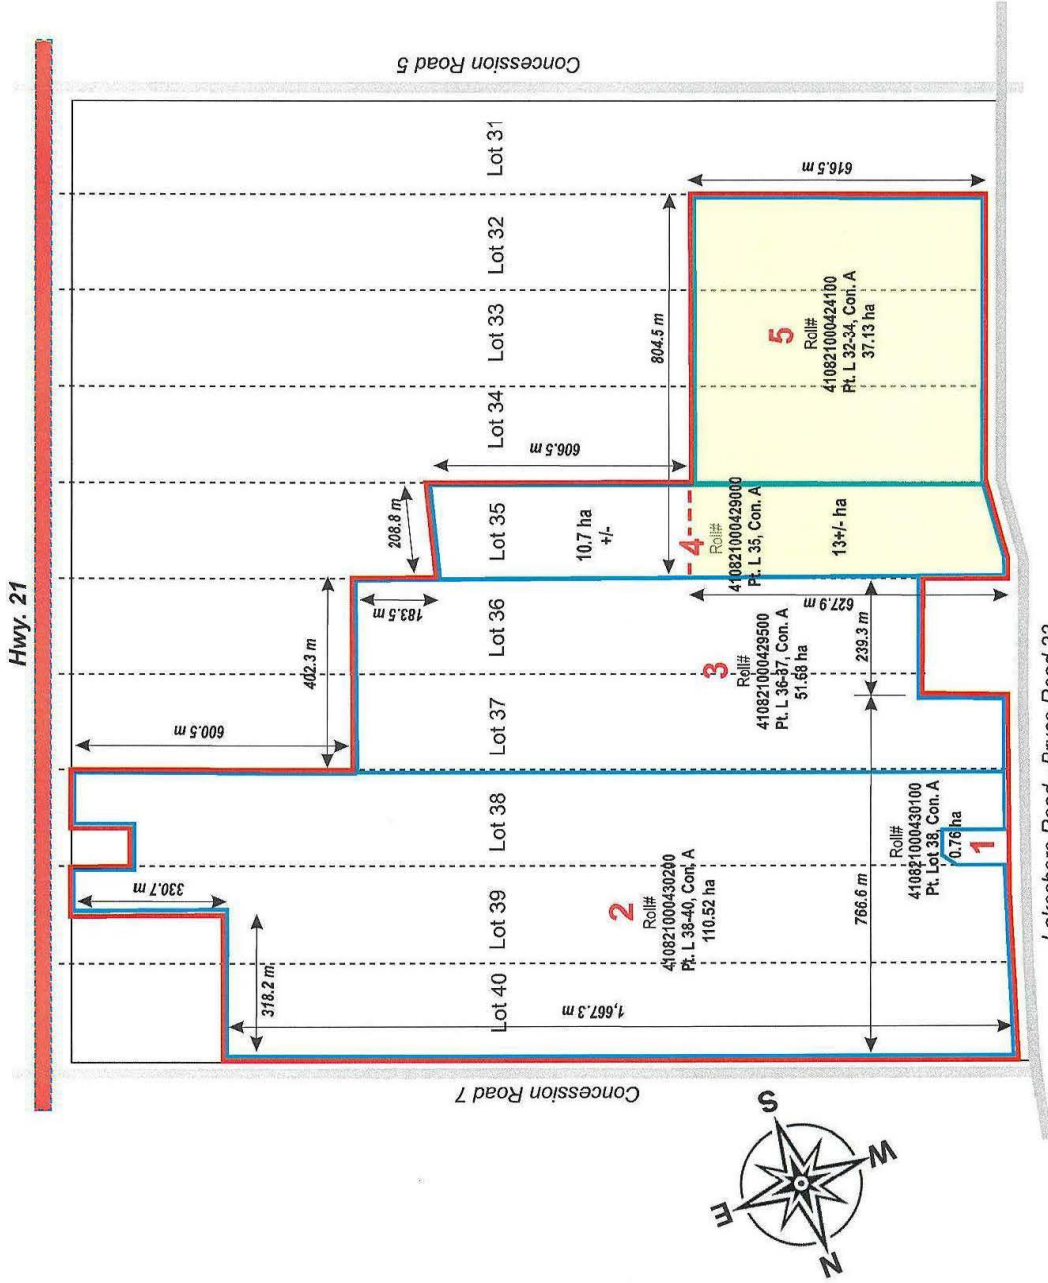 Hwy. 21
Concession Road 5
Lot 31
Lot 32
Lot 33
Lot 34
Lot 35
Lot 36
Lot 37
Lot 38
Lot 39
Lot 40
616.5 m
804.5 m
606.5 m
208.8 m
183.5 m
402.3 m
600.5 m
330.7 m
318.2 m
1,667.3 m
766.6 m
239.3 m
627.9 m
5
Roll#
410821000424100
Pt. L 32-34, Con. A
37.13 ha
10.7 ha
+/-
4
Roll#
410821000429000
Pt. L 35, Con. A
13+/- ha
3
Roll#
410821000429500
Pt. L 36-37, Con. A
51.68 ha
2
Roll#
410821000430200
Pt. L 38-40, Con. A
110.52 ha
Roll#
410821000430100
Pt. Lot 38, Con. A
0.76 ha
1
Concession Road 7
N
E
S
W